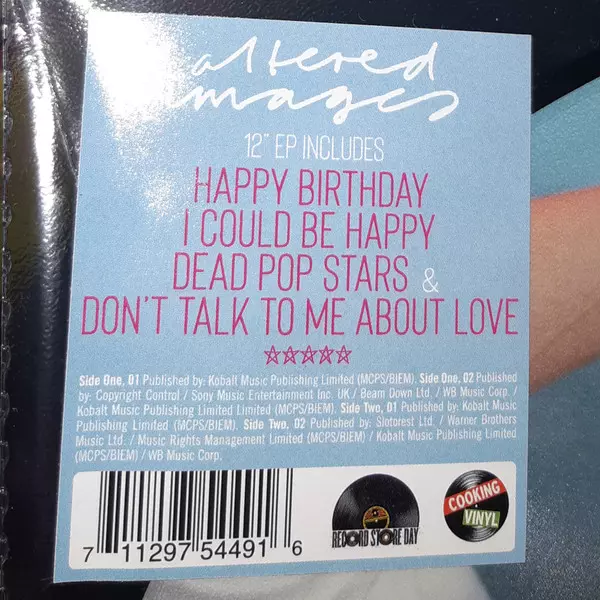 altered
images
12" EP INCLUDES
HAPPY BIRTHDAY
I COULD BE HAPPY
DEAD POP STARS &
DON'T TALK TO ME ABOUT LOVE
Side One, 01 Published by: Kobalt Music Publishing Limited (MCPS/BIEM). Side One, 02 Published
by: Copyright Control / Sony Music Entertainment Inc. UK / Beam Down Ltd. / WB Music Corp. /
Kobalt Music Publishing Limited (MCPS/BIEM). Side Two, 01 Published by: Kobalt Music
Publishing Limited (MCPS/BIEM). Side Two, 02 Published by: Slotorest Ltd. / Warner Brothers
Music Ltd. / Music Rights Management Limited (MCPS/BIEM) / Kobalt Music Publishing Limited
(MCPS/BIEM) / WB Music Corp.
7 11297 54491 6
RECORD STORE DAY
COOKING
VINYL